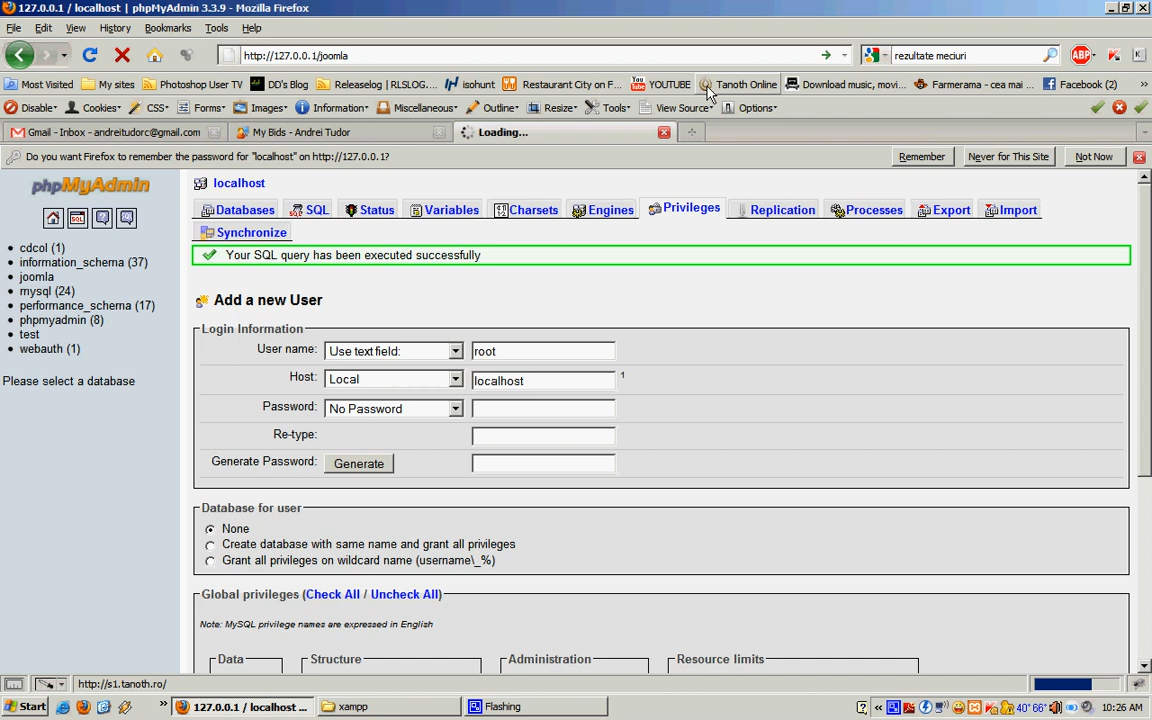 127.0.0.1 / localhost | phpMyAdmin 3.3.9 - Mozilla Firefox
File Edit View History Bookmarks Tools Help
http://127.0.0.1/joomla
rezultate meciuri
ABP
Most Visited My sites Photoshop User TV DD's Blog Releaselog | RLSLOG.... isohunt Restaurant City on F... YOUTUBE Tanoth Online Download music, movi... Farmerama - cea mai ... Facebook (2) »
Disable▾ Cookies▾ CSS▾ Forms▾ Images▾ Information▾ Miscellaneous▾ Outline▾ Resize▾ Tools▾ View Source▾ Options▾
Gmail - Inbox - andreitudorc@gmail.com My Bids - Andrei Tudor Loading...
Do you want Firefox to remember the password for "localhost" on http://127.0.0.1? Remember Never for This Site Not Now
phpMyAdmin
SQL
cdcol (1)
information_schema (37)
joomla
mysql (24)
performance_schema (17)
phpmyadmin (8)
test
webauth (1)
Please select a database
localhost
Databases SQL Status Variables Charsets Engines Privileges Replication Processes Export Import
Synchronize
Your SQL query has been executed successfully
Add a new User
Login Information
User name: Use text field: root
Host: Local localhost 1
Password: No Password
Re-type:
Generate Password: Generate
Database for user
None
Create database with same name and grant all privileges
Grant all privileges on wildcard name (username\_%)
Global privileges (Check All / Uncheck All)
Note: MySQL privilege names are expressed in English
Data Structure Administration Resource limits
http://s1.tanoth.ro/
Start » 127.0.0.1 / localhost ... xampp Flashing « 40° 66° 10:26 AM